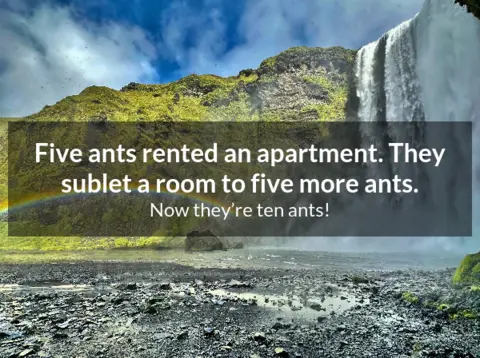 Five ants rented an apartment. They
sublet a room to five more ants.
Now they’re ten ants!